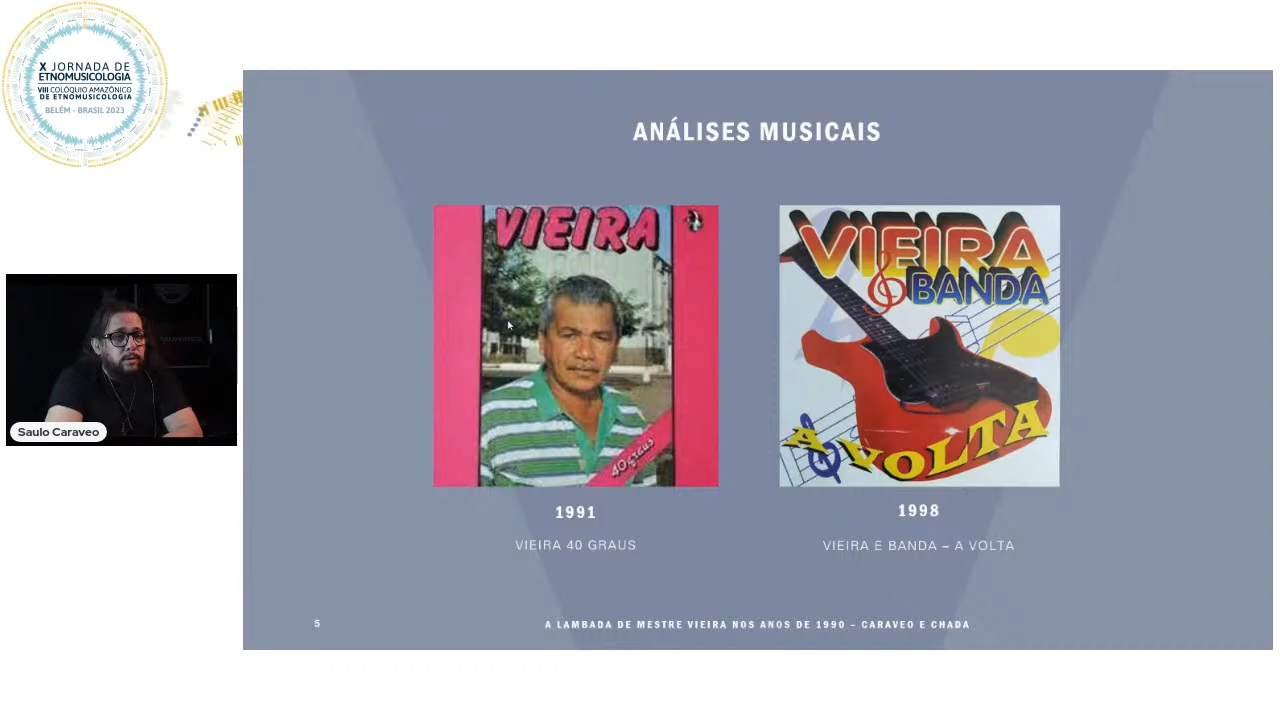 X JORNADA DE
ETNOMUSICOLOGIA
VIII COLÓQUIO AMAZÔNICO
DE ETNOMUSICOLOGIA
BELÉM - BRASIL 2023
ANÁLISES MUSICAIS
VIEIRA
40 graus
VIEIRA
& BANDA
A VOLTA
1991
VIEIRA 40 GRAUS
1998
VIEIRA E BANDA – A VOLTA
Saulo Caraveo
5
A LAMBADA DE MESTRE VIEIRA NOS ANOS DE 1990 – CARAVEO E CHADA